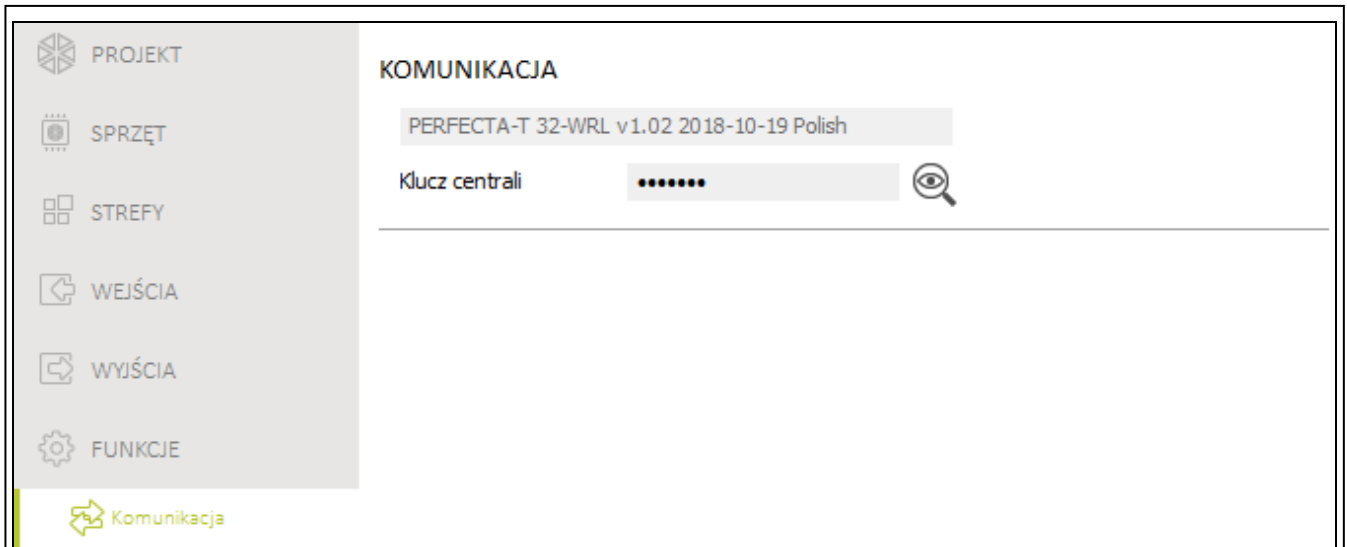 PROJEKT
SPRZĘT
STREFY
WEJŚCIA
WYJŚCIA
FUNKCJE
Komunikacja
KOMUNIKACJA
PERFECTA-T 32-WRL v1.02 2018-10-19 Polish
Klucz centrali •••••••